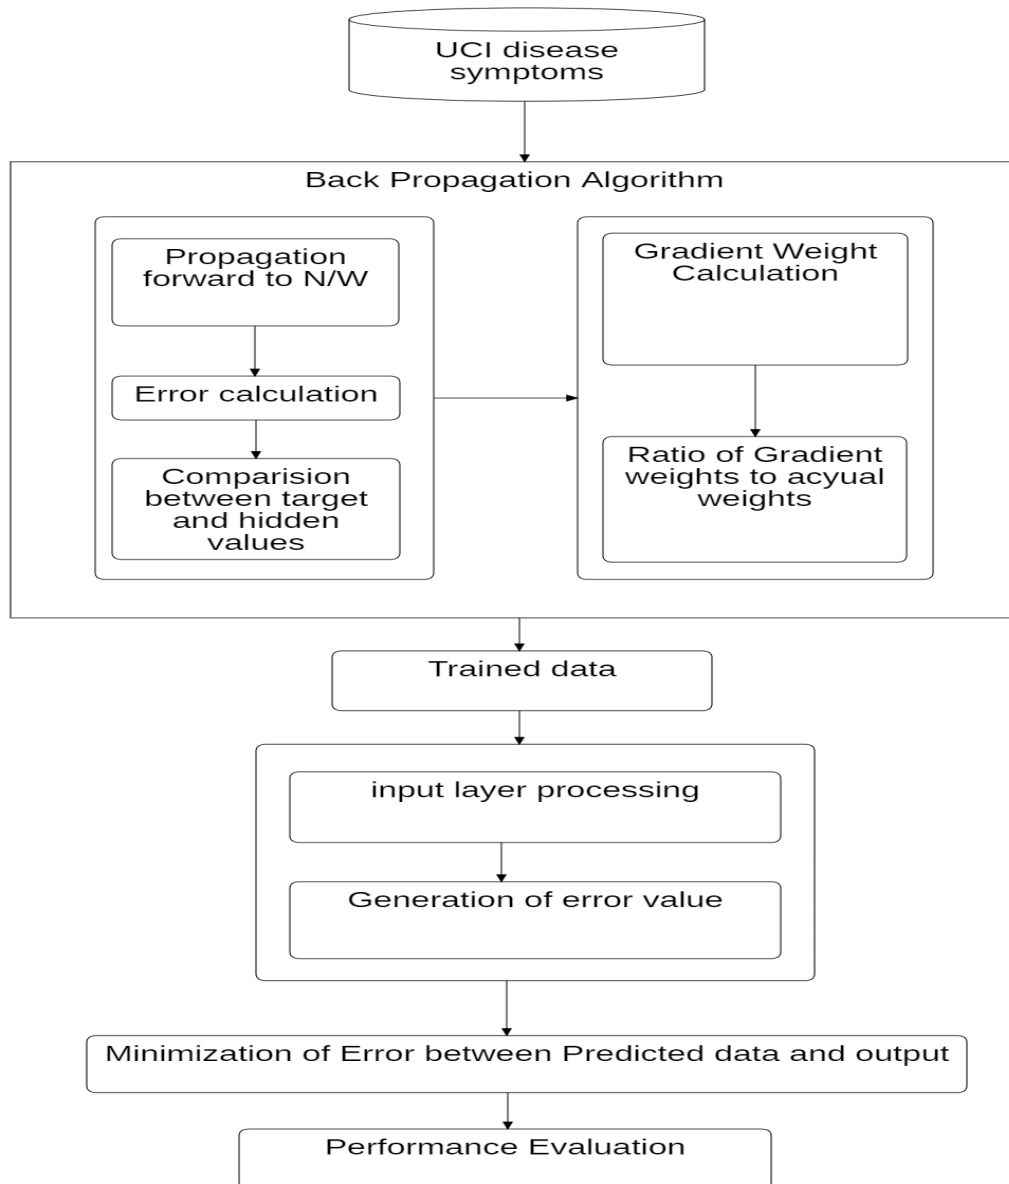 UCI disease
symptoms
Back Propagation Algorithm
Propagation
forward to N/W
Error calculation
Comparision
between target
and hidden
values
Gradient Weight
Calculation
Ratio of Gradient
weights to acyual
weights
Trained data
input layer processing
Generation of error value
Minimization of Error between Predicted data and output
Performance Evaluation